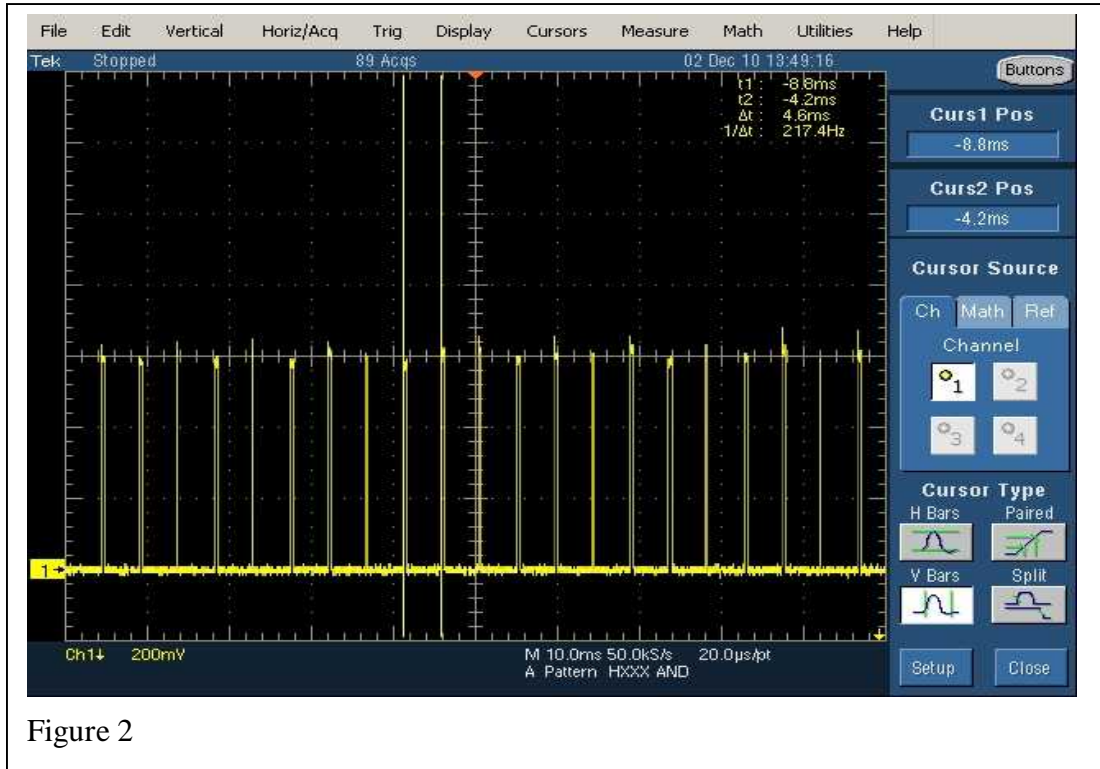 File Edit Vertical Horiz/Acq Trig Display Cursors Measure Math Utilities Help
Tek Stopped 89 Acqs 02 Dec 10 13:49:16
Buttons
t1 : -8.8ms
t2 : -4.2ms
Δt : 4.6ms
1/Δt : 217.4Hz
Curs1 Pos
-8.8ms
Curs2 Pos
-4.2ms
Cursor Source
Ch Math Ref
Channel
1 2
3 4
Cursor Type
H Bars Paired
V Bars Split
1
Ch1↓ 200mV M 10.0ms 50.0kS/s 20.0µs/pt
A Pattern HXXX AND
Setup Close
Figure 2